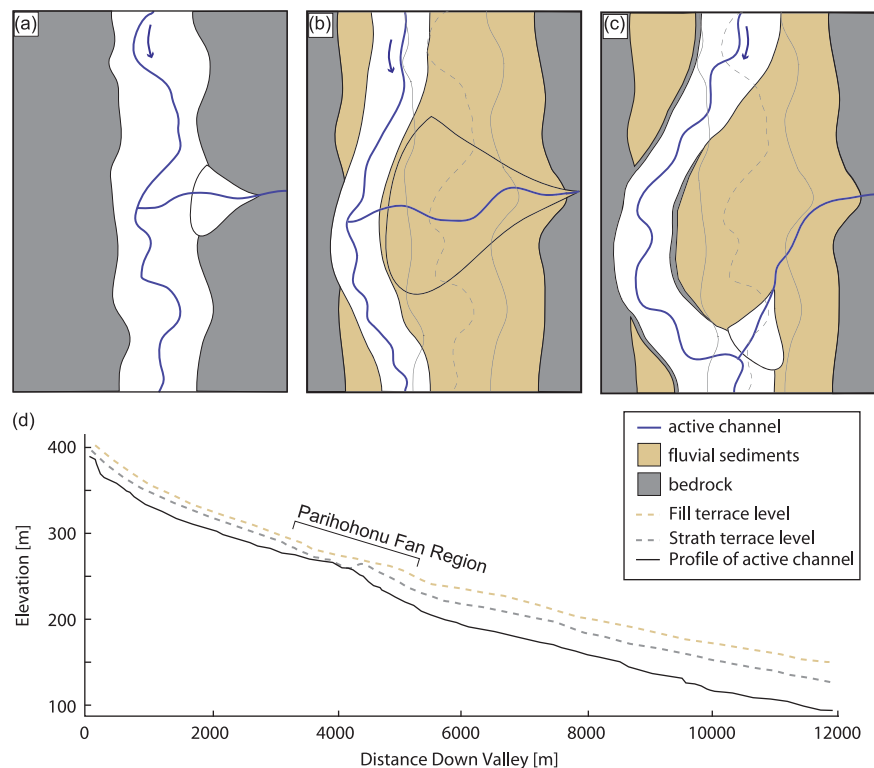 (a)
(b)
(c)
(d)
active channel
fluvial sediments
bedrock
Fill terrace level
Strath terrace level
Profile of active channel
Parihohonu Fan Region
Elevation [m]
400
300
200
100
0
2000
4000
6000
8000
10000
12000
Distance Down Valley [m]